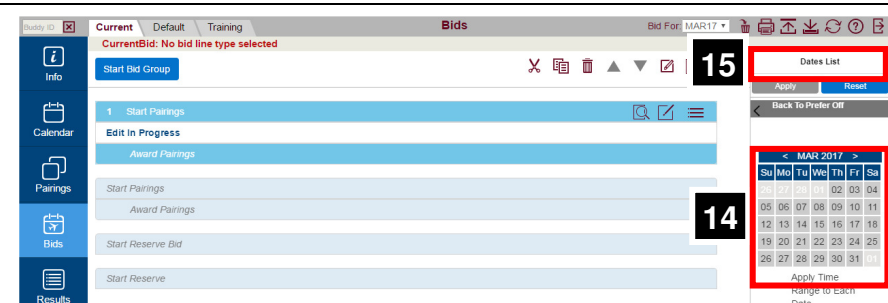 Buddy ID X Current Default Training Bids Bid For: MAR17
CurrentBid: No bid line type selected
Start Bid Group
15
Dates List
Apply Reset
< Back To Prefer Off
Info
Calendar
Pairings
Bids
Results
1 Start Pairings
Edit In Progress
Award Pairings
Start Pairings
Award Pairings
Start Reserve Bid
Start Reserve
14
< MAR 2017 >
Su Mo Tu We Th Fr Sa
26 27 28 01 02 03 04
05 06 07 08 09 10 11
12 13 14 15 16 17 18
19 20 21 22 23 24 25
26 27 28 29 30 31 01
Apply Time
Range to Each
Date